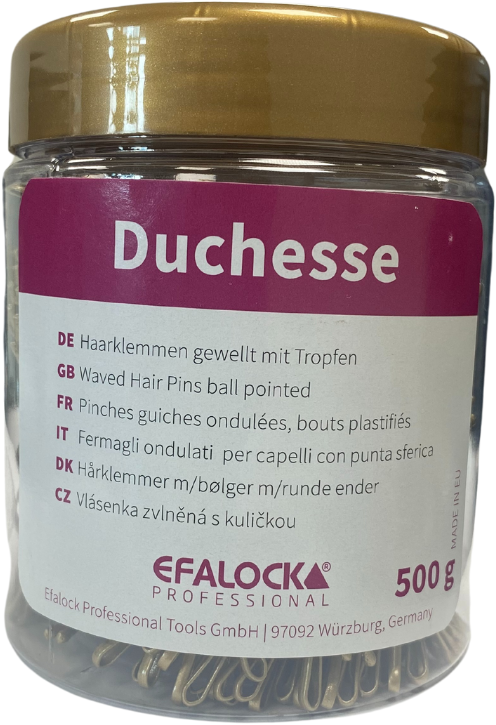 Duchesse
DE Haarklemmen gewellt mit Tropfen
GB Waved Hair Pins ball pointed
FR Pinches guiches ondulées, bouts plastifiés
IT Fermagli ondulati per capelli con punta sferica
DK Hårklemmer m/bølger m/runde ender
CZ Vlásenka zvlněná s kuličkou
MADE IN EU
EFALOCK®
PROFESSIONAL
500 g
Efalock Professional Tools GmbH | 97092 Würzburg, Germany